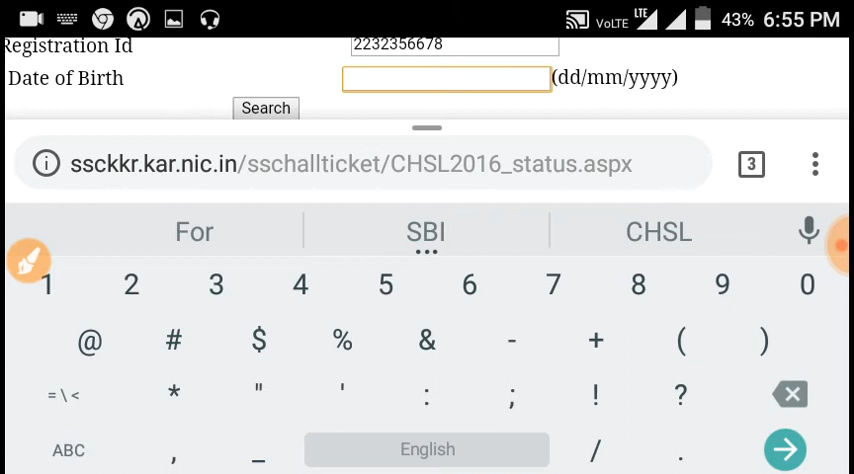 VoLTE LTE 43% 6:55 PM
Registration Id 2232356678
Date of Birth (dd/mm/yyyy)
Search
ssckkr.kar.nic.in/sschallticket/CHSL2016_status.aspx 3
For SBI CHSL
1 2 3 4 5 6 7 8 9 0
@ # $ % & - + ( )
=\< * " ' : ; ! ?
ABC , _ English / .